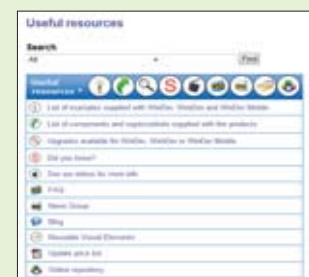 Useful resources
Search
All
Find
Useful
resources
List of examples supplied with WinDev, WebDev and WinDev Mobile
List of components and supermodels supplied with the products
Upgrades available for WinDev, WebDev or WinDev Mobile
Did you know?
See our videos for more info
FAQ
News Group
Blog
Reusable Visual Elements
Update price list
Online repository